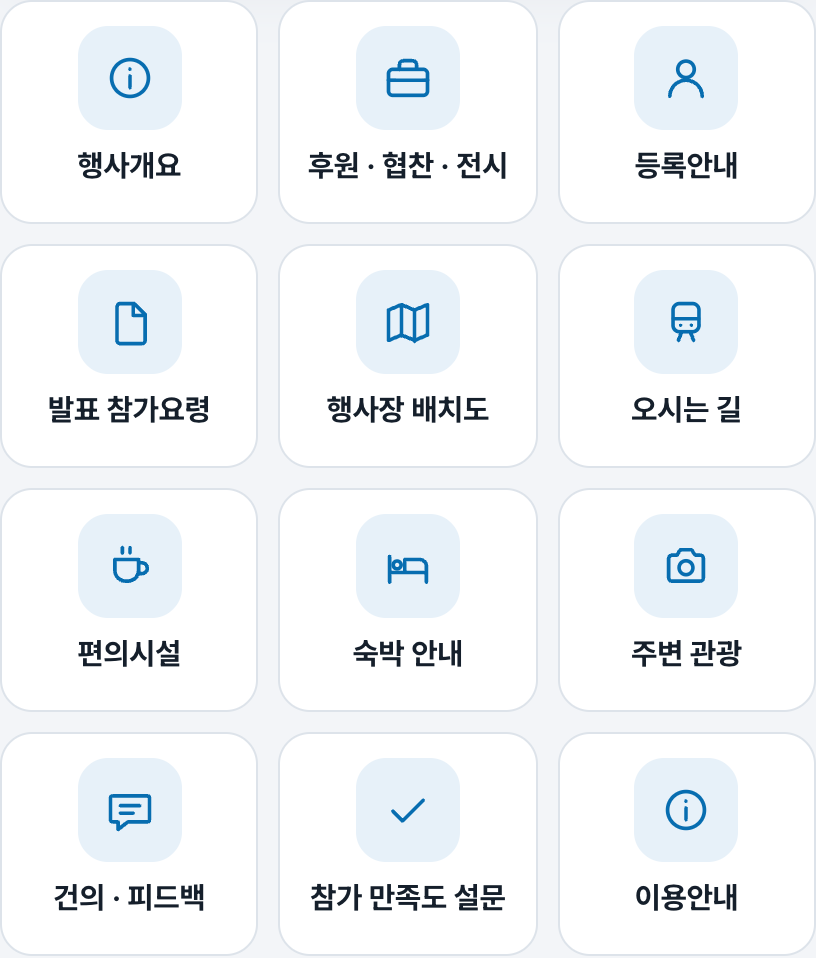 행사개요
후원 · 협찬 · 전시
등록안내
발표 참가요령
행사장 배치도
오시는 길
편의시설
숙박 안내
주변 관광
건의 · 피드백
참가 만족도 설문
이용안내